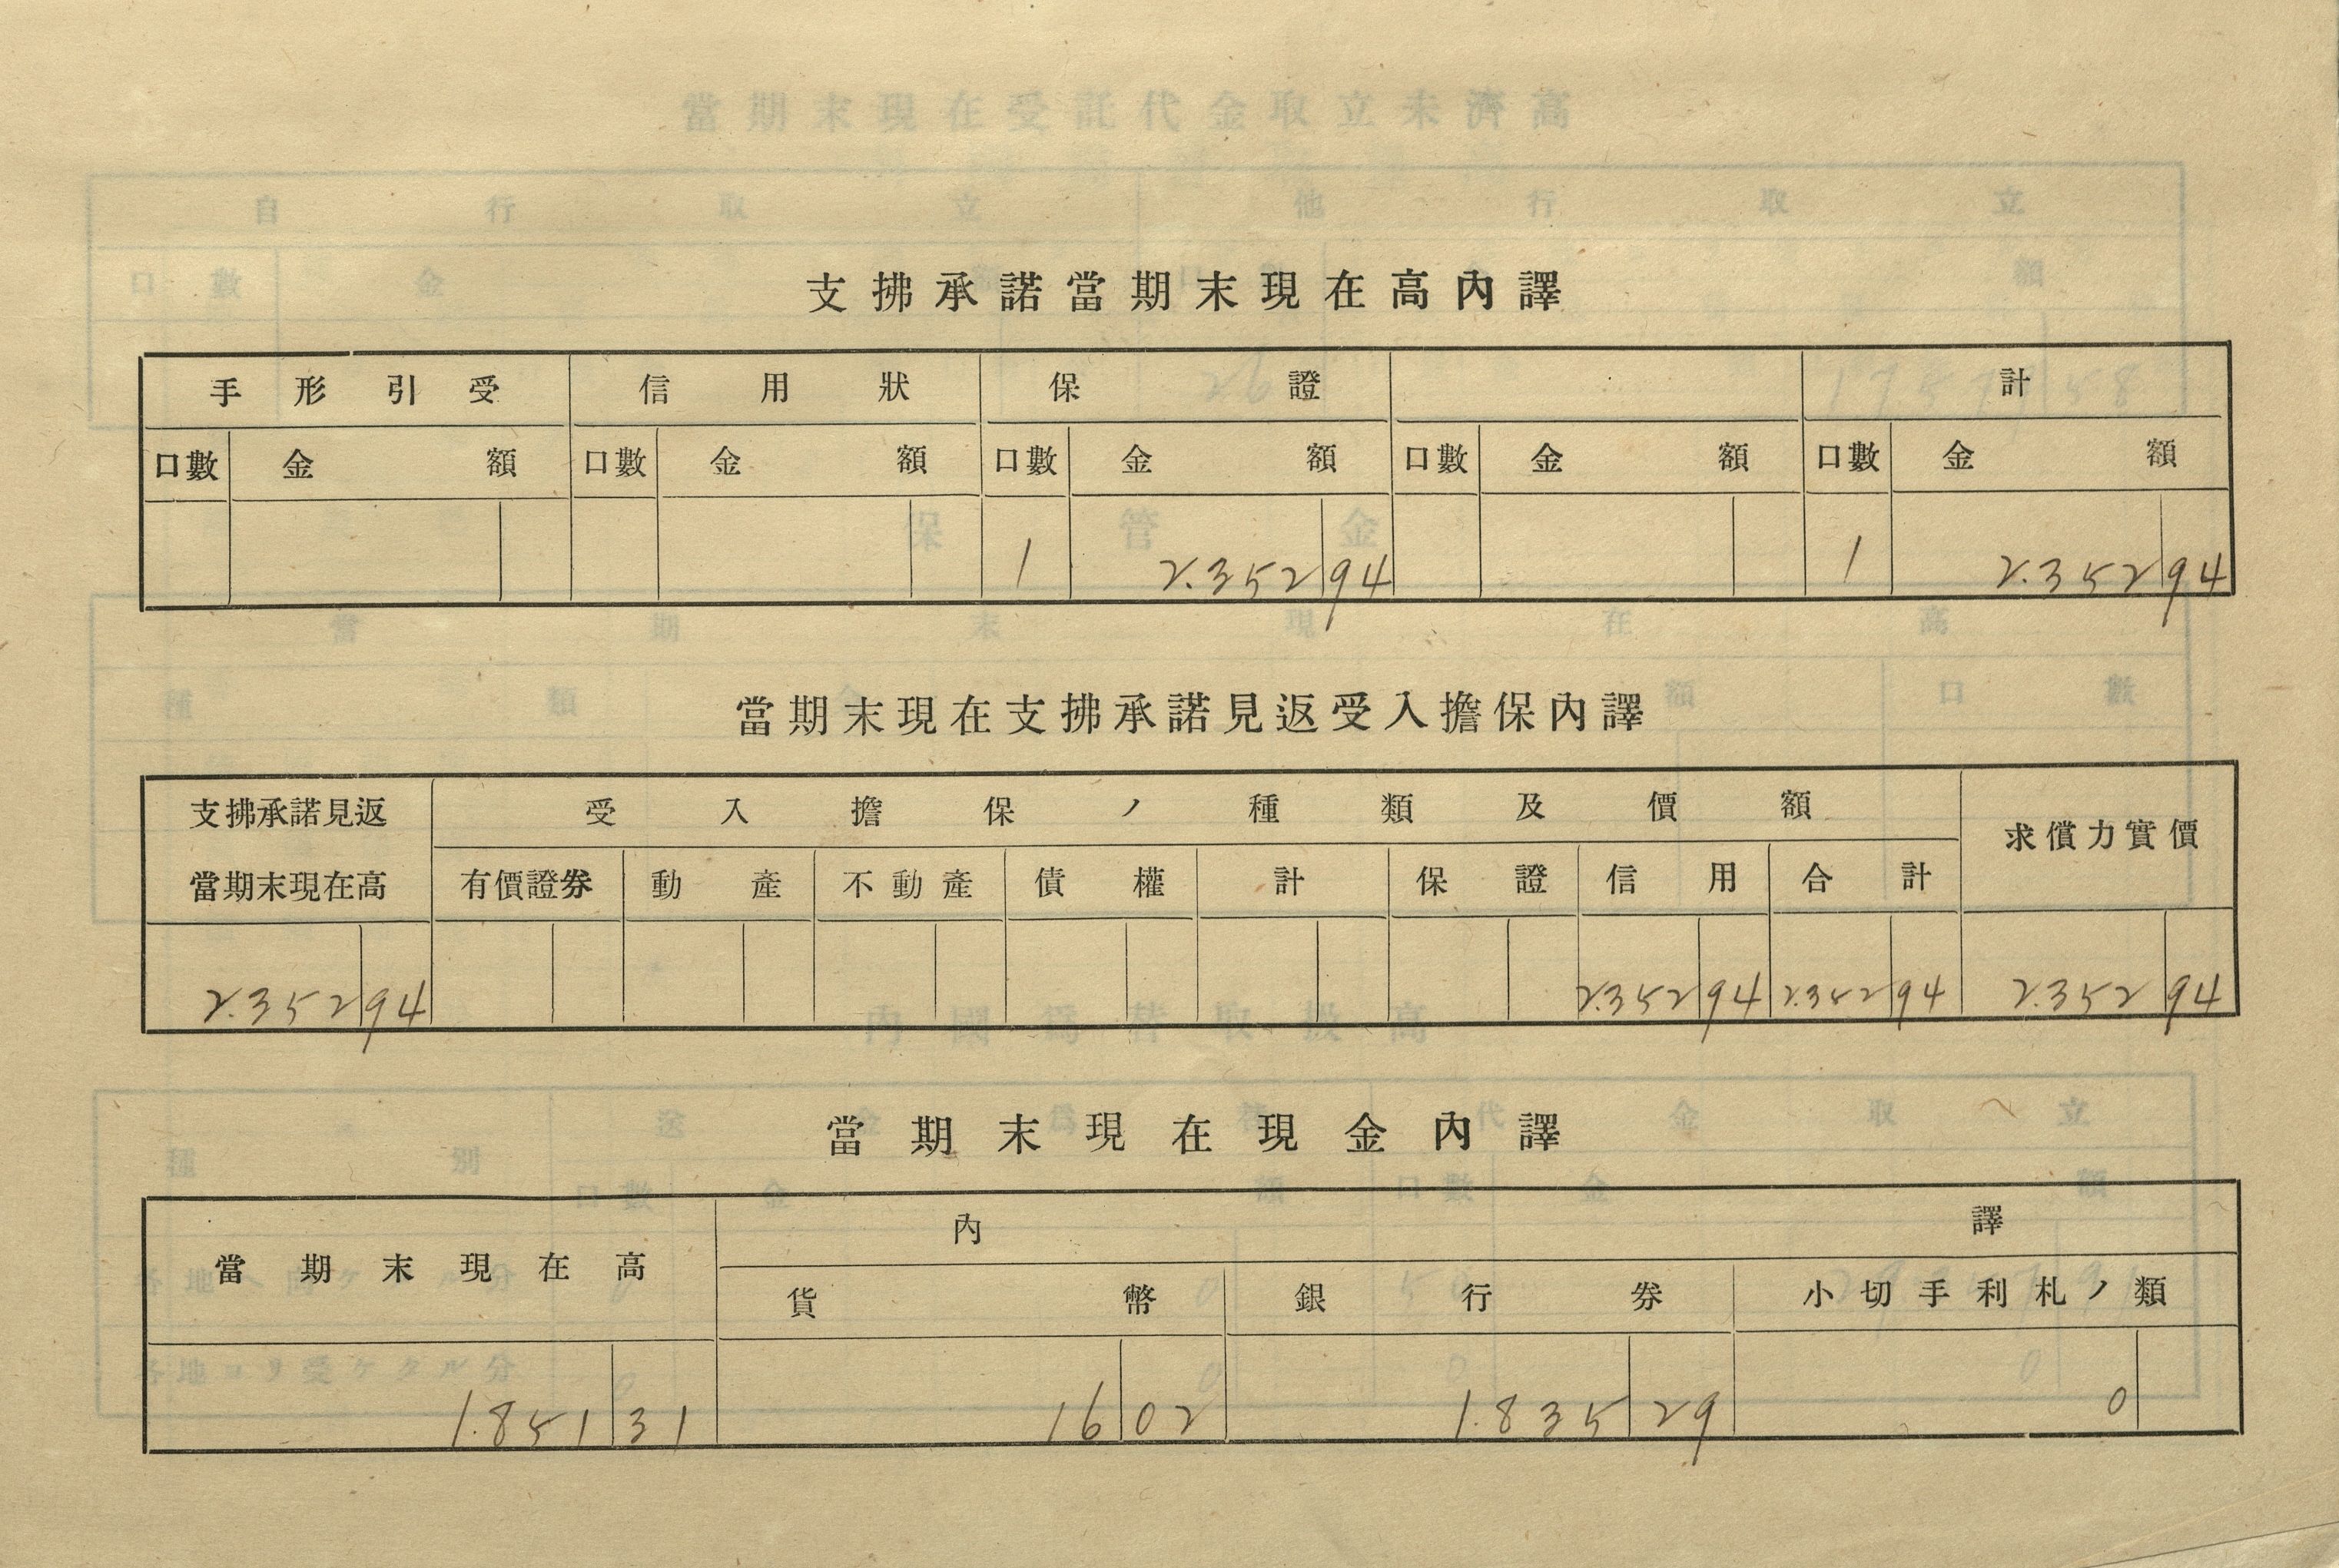 支拂承諾當期末現在高內譯
手形引受 信用狀 保證 計
口數 金額 口數 金額 口數 金額 口數 金額 口數 金額
1 2.352 94 1 2.352 94
當期末現在支拂承諾見返受入擔保內譯
支拂承諾見返當期末現在高 受入擔保ノ種類及價額 求償力實價
有價證券 動產 不動產 債權 計 保證 信用 合計
2.352 94 2.352 94 2.352 94 2.352 94
當期末現在現金內譯
當期末現在高 內譯
貨幣 銀行券 小切手利札ノ類
1.851 31 16 02 1.835 29 0